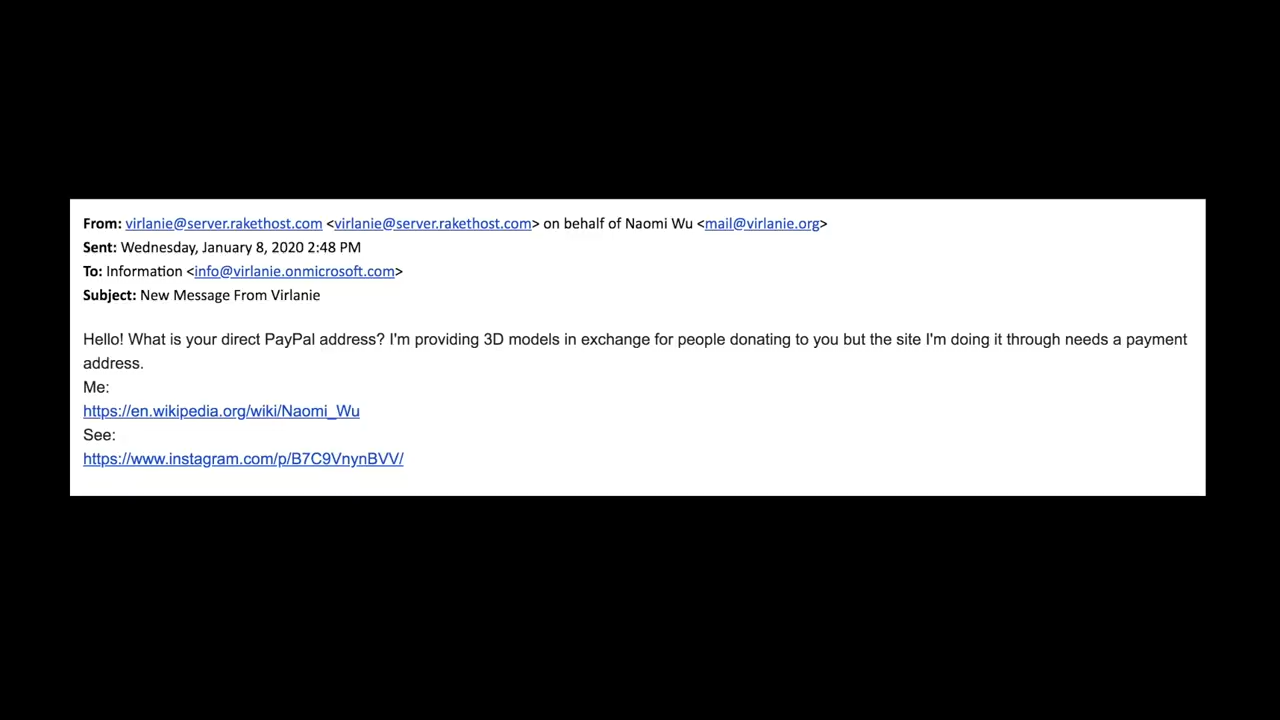 From: virlanie@server.rakethost.com <virlanie@server.rakethost.com> on behalf of Naomi Wu <mail@virlanie.org>
Sent: Wednesday, January 8, 2020 2:48 PM
To: Information <info@virlanie.onmicrosoft.com>
Subject: New Message From Virlanie
Hello! What is your direct PayPal address? I'm providing 3D models in exchange for people donating to you but the site I'm doing it through needs a payment
address.
Me:
https://en.wikipedia.org/wiki/Naomi_Wu
See:
https://www.instagram.com/p/B7C9VnynBVV/